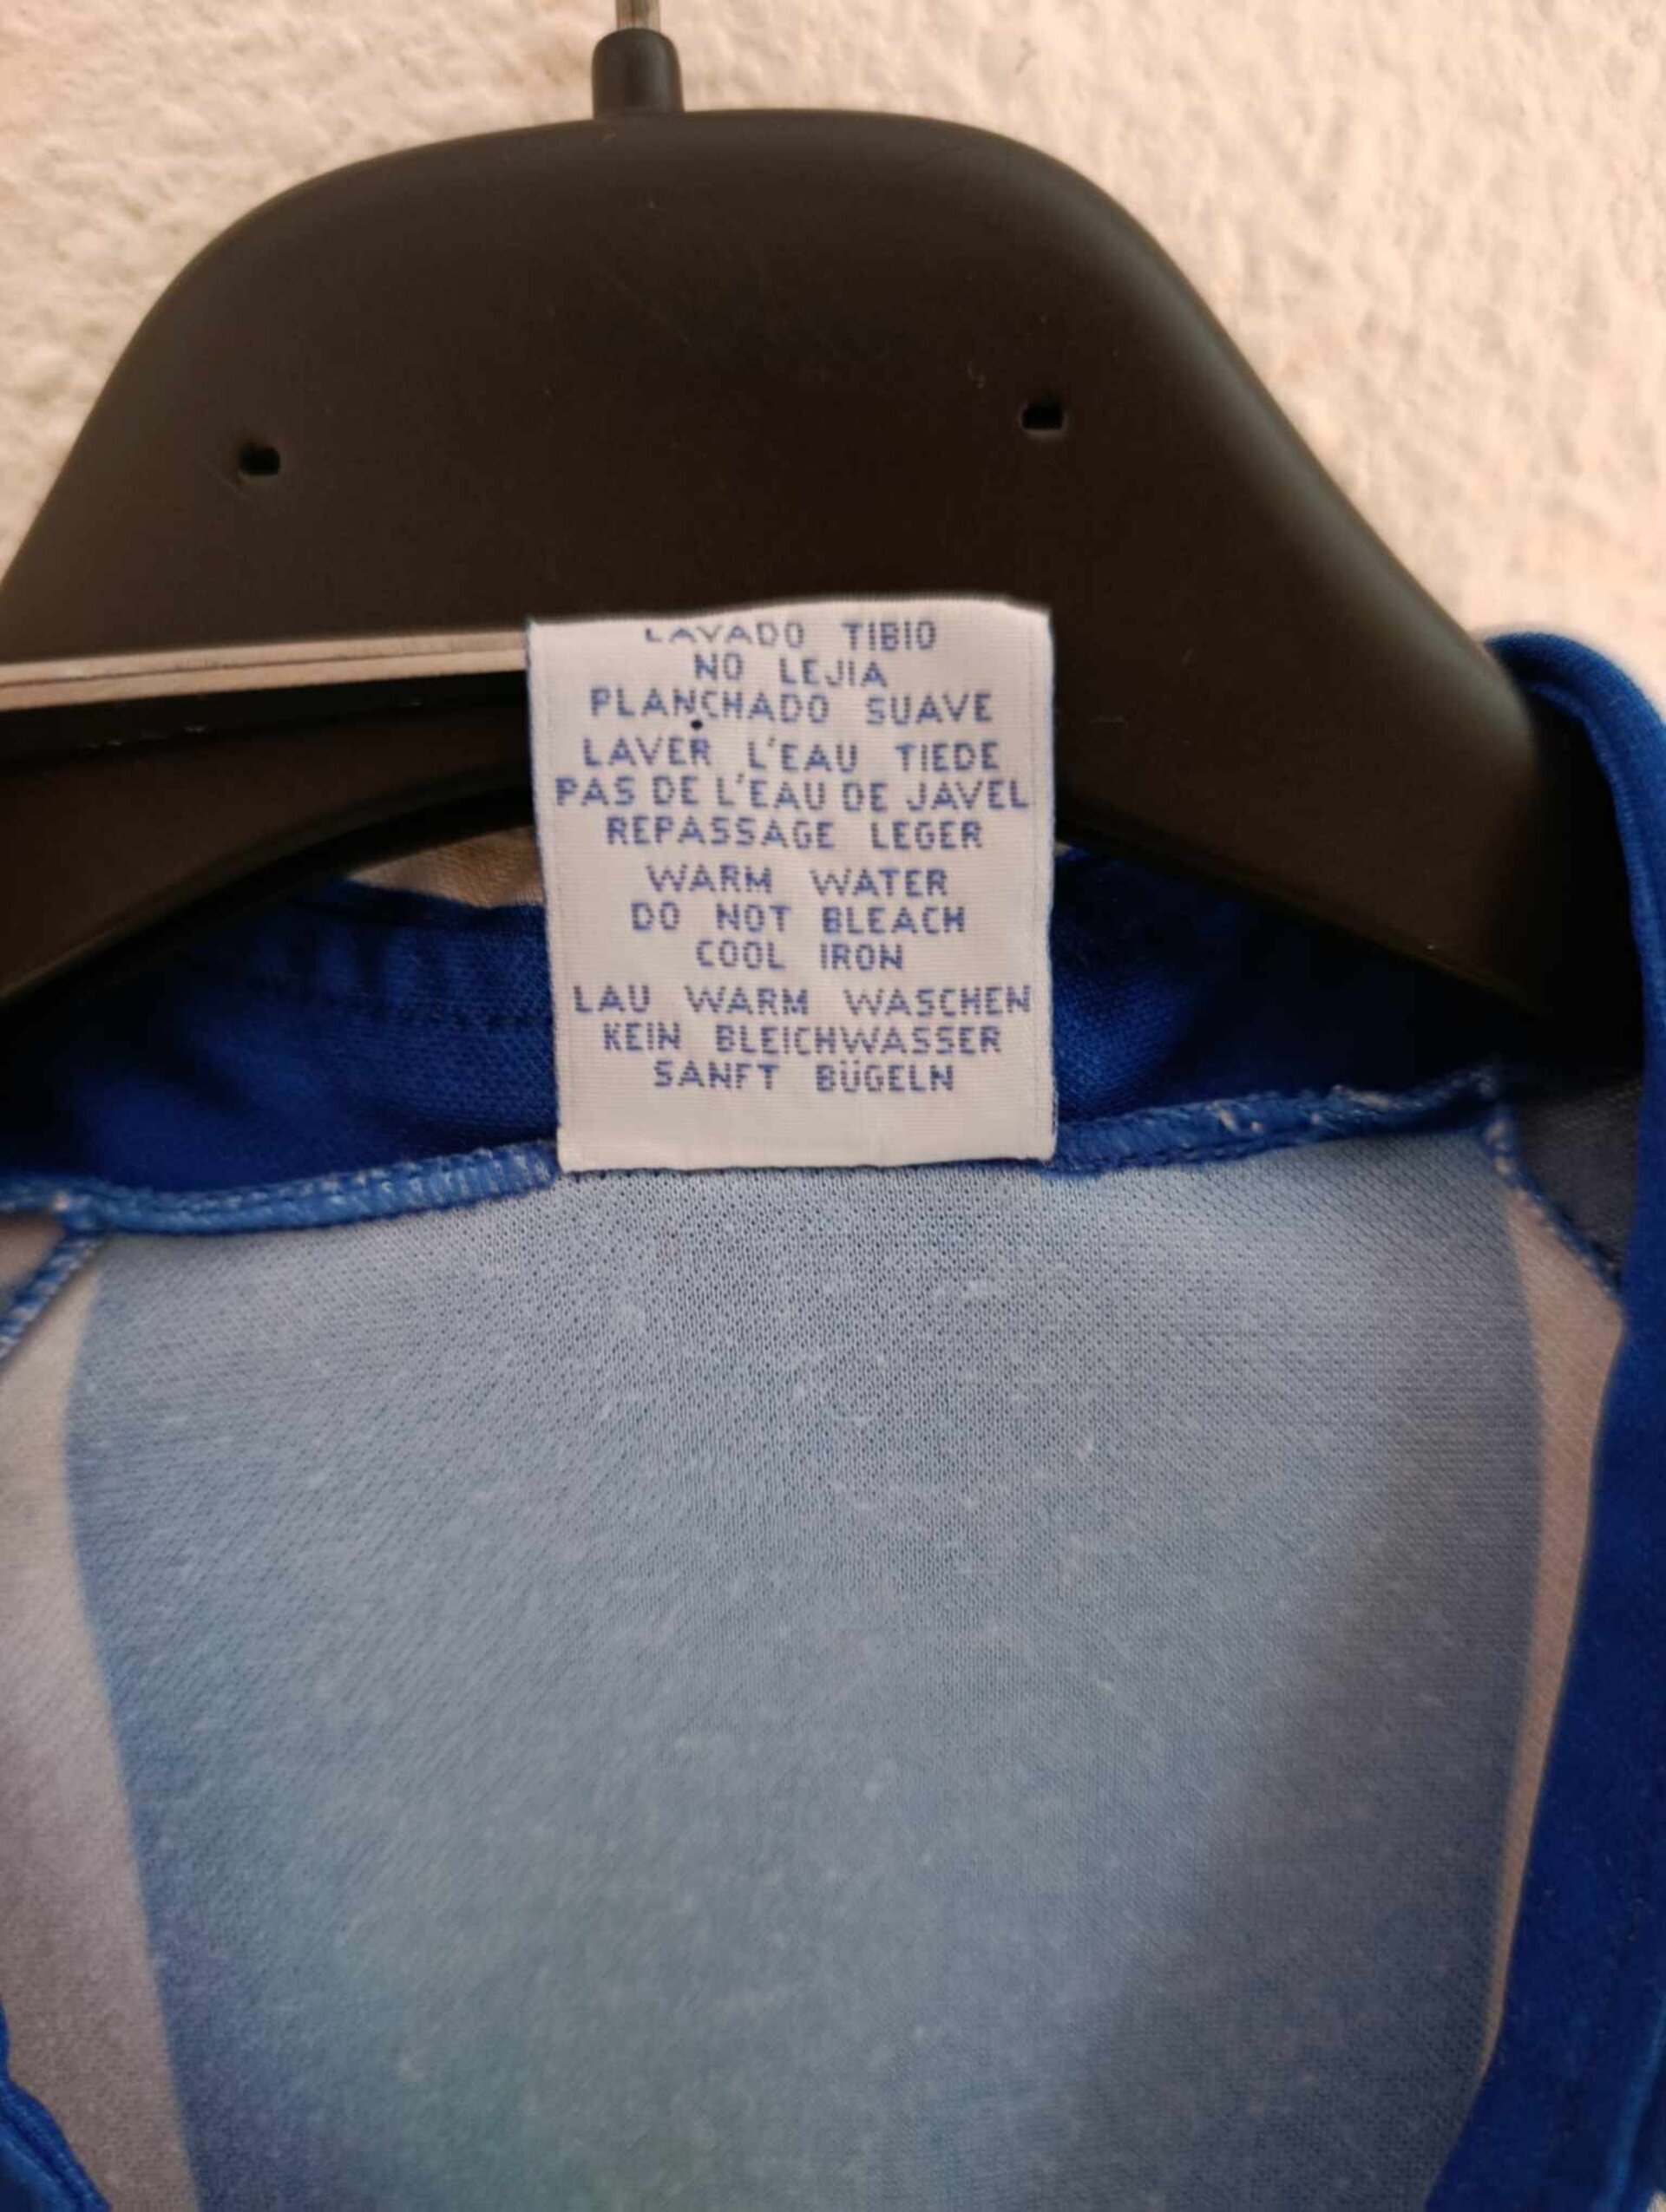 LAVADO TIBIO
NO LEJIA
PLANCHADO SUAVE
LAVER L'EAU TIEDE
PAS DE L'EAU DE JAVEL
REPASSAGE LEGER
WARM WATER
DO NOT BLEACH
COOL IRON
LAU WARM WASCHEN
KEIN BLEICHWASSER
SANFT BÜGELN